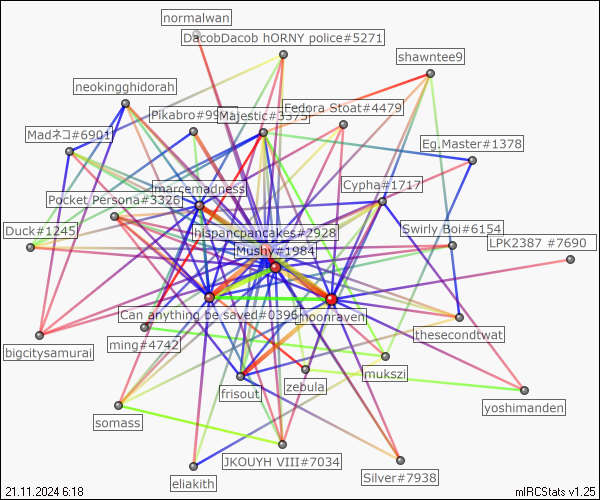 normalwan
DacobDacob hORNY police#5271
shawntee9
neokingghidorah
Fedora Stoat#4479
Majestic#3375
Madネコ#6901
Eg.Master#1378
marcemadness
Cypha#1717
Pocket Persona#3326
Duck#1245
hispancpancakes#2928
Swirly Boi#6154
LPK2387 #7690
Mushy#1984
Can anything be saved#0396
moonraven
ming#4742
thesecondtwat
bigcitysamurai
mukszi
zebula
frisout
yoshimanden
somass
JKOUYH VIII#7034
eliakith
Silver#7938
21.11.2024 6:18
mIRCStats v1.25